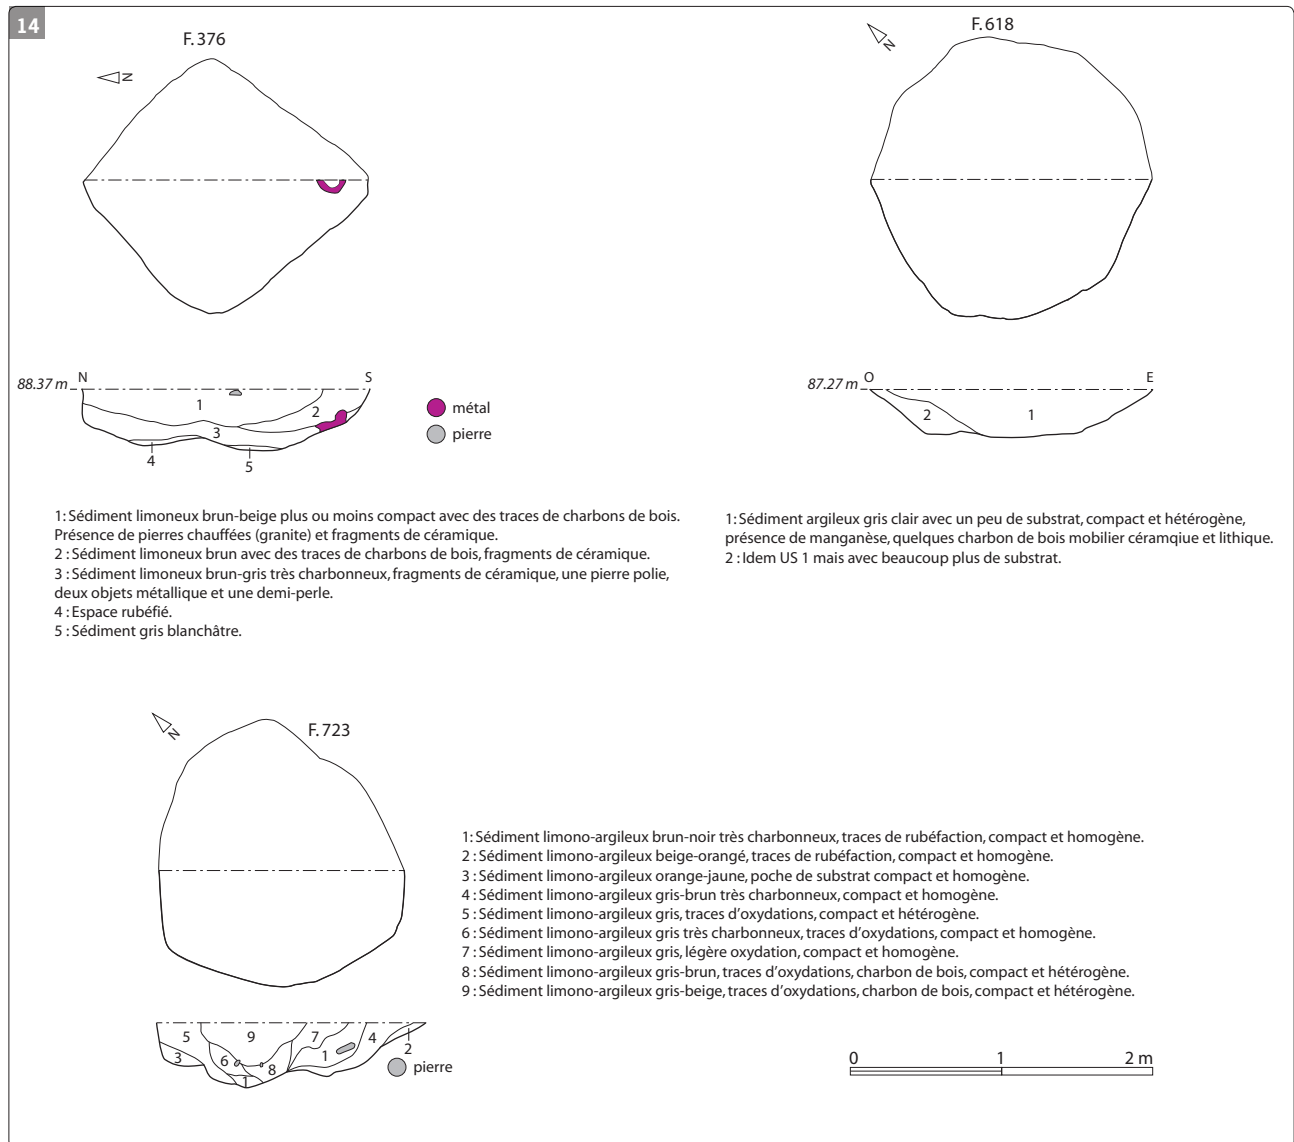 14
F. 376
N
88.37 m
N
S
1
2
3
4
5
métal
pierre
1: Sédiment limoneux brun-beige plus ou moins compact avec des traces de charbons de bois.
Présence de pierres chauffées (granite) et fragments de céramique.
2 : Sédiment limoneux brun avec des traces de charbons de bois, fragments de céramique.
3 : Sédiment limoneux brun-gris très charbonneux, fragments de céramique, une pierre polie,
deux objets métallique et une demi-perle.
4 : Espace rubéfié.
5 : Sédiment gris blanchâtre.
F. 618
N
87.27 m
O
E
2
1
1: Sédiment argileux gris clair avec un peu de substrat, compact et hétérogène,
présence de manganèse, quelques charbon de bois mobilier céramqiue et lithique.
2 : Idem US 1 mais avec beaucoup plus de substrat.
F. 723
N
5
9
7
4
3
6
8
1
2
1
pierre
1: Sédiment limono-argileux brun-noir très charbonneux, traces de rubéfaction, compact et homogène.
2 : Sédiment limono-argileux beige-orangé, traces de rubéfaction, compact et homogène.
3 : Sédiment limono-argileux orange-jaune, poche de substrat compact et homogène.
4 : Sédiment limono-argileux gris-brun très charbonneux, compact et homogène.
5 : Sédiment limono-argileux gris, traces d'oxydations, compact et hétérogène.
6 : Sédiment limono-argileux gris très charbonneux, traces d'oxydations, compact et homogène.
7 : Sédiment limono-argileux gris, légère oxydation, compact et homogène.
8 : Sédiment limono-argileux gris-brun, traces d'oxydations, charbon de bois, compact et hétérogène.
9 : Sédiment limono-argileux gris-beige, traces d'oxydations, charbon de bois, compact et hétérogène.
0 1 2 m